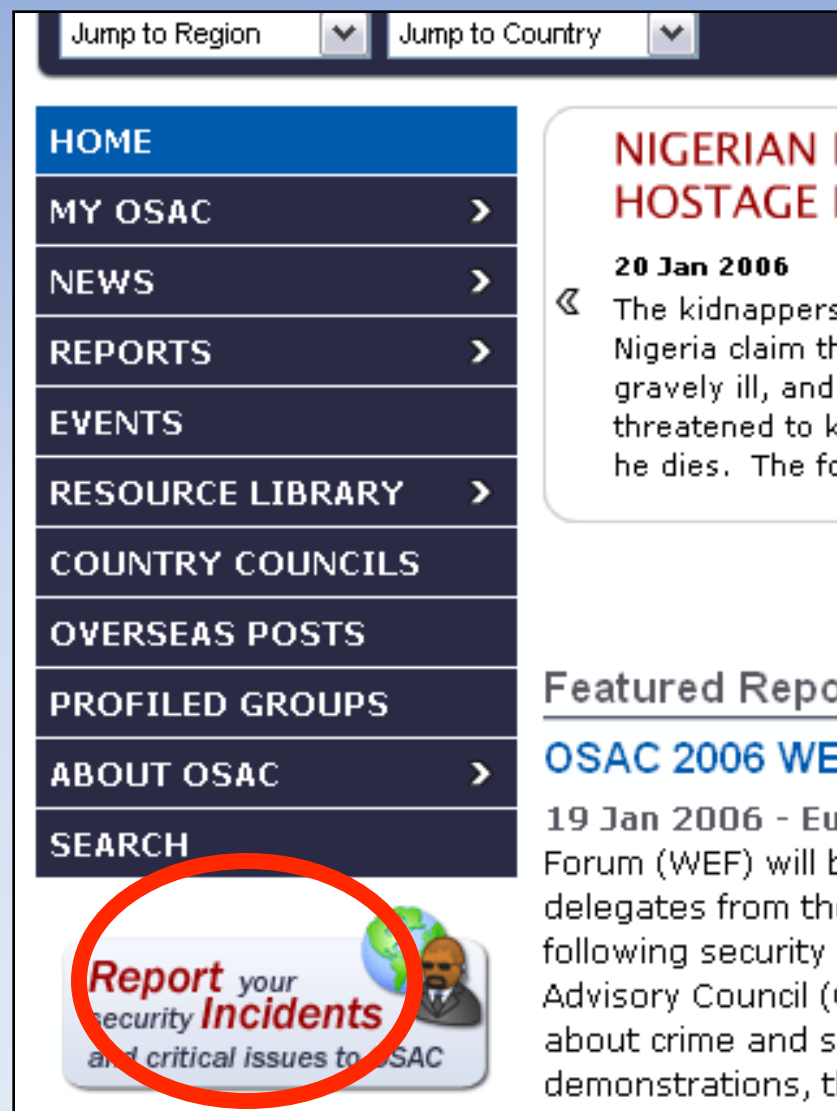 Jump to Region
Jump to Country
HOME
MY OSAC
NEWS
REPORTS
EVENTS
RESOURCE LIBRARY
COUNTRY COUNCILS
OVERSEAS POSTS
PROFILED GROUPS
ABOUT OSAC
SEARCH
Report your
security Incidents
and critical issues to OSAC
NIGERIAN
HOSTAGE
20 Jan 2006
The kidnappers
Nigeria claim
gravely ill, and
threatened to
he dies. The
Featured
OSAC 2006
19 Jan 2006 -
Forum (WEF) will
delegates from
following security
Advisory Council
about crime and
demonstrations,